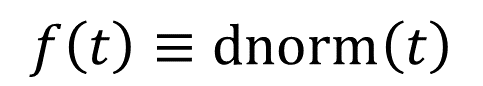 f(t) ≡ dnorm(t)